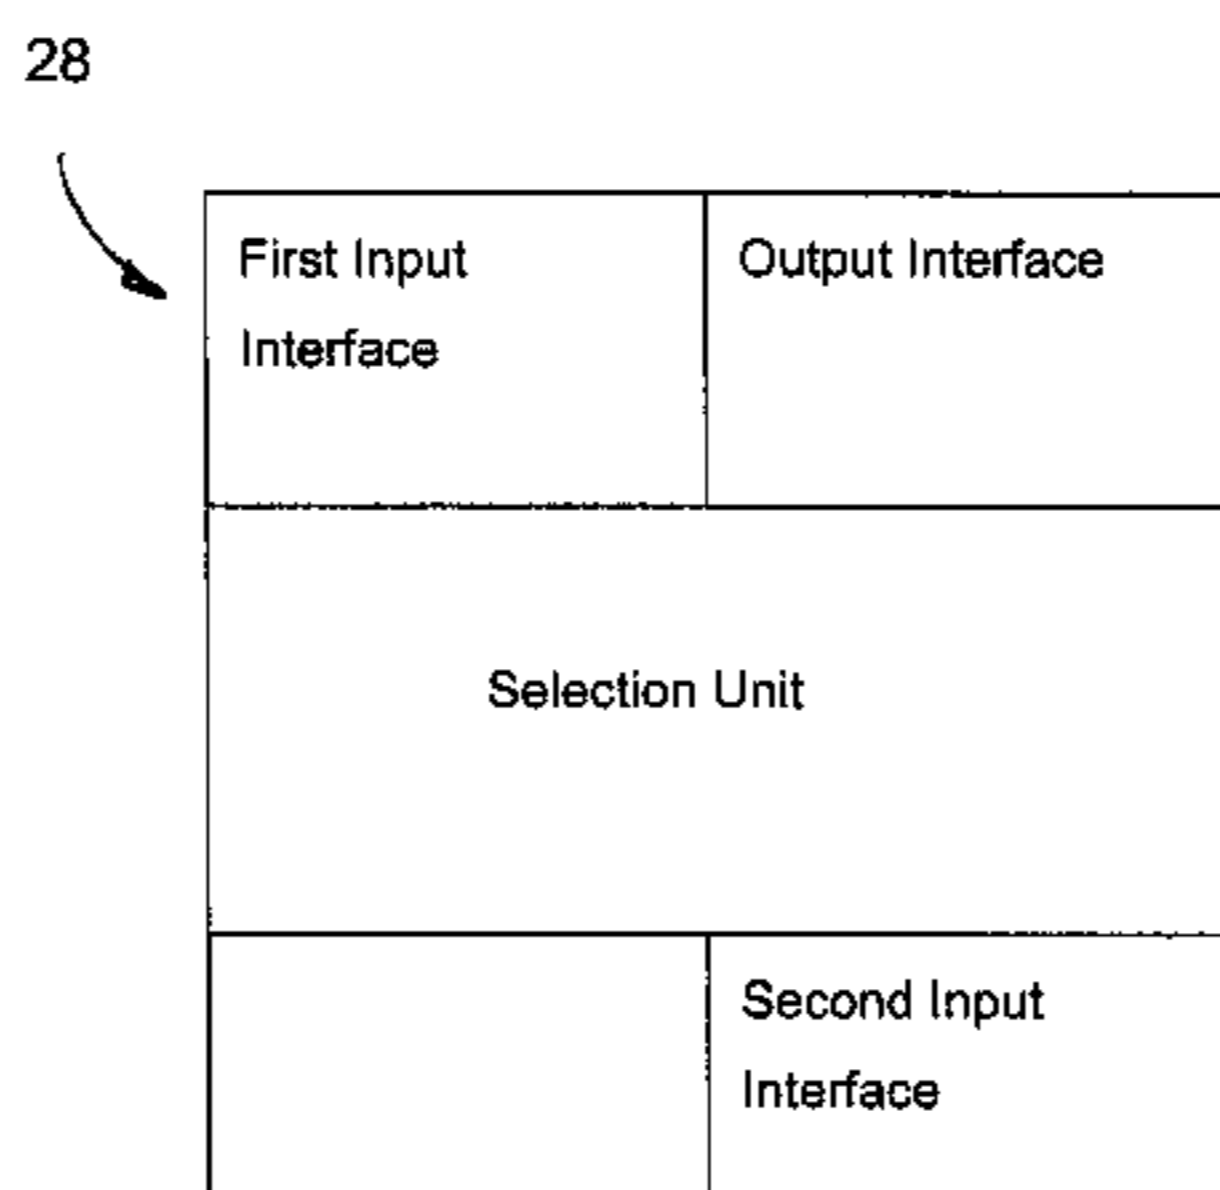 28
First Input
Interface
Output Interface
Selection Unit
Second Input
Interface